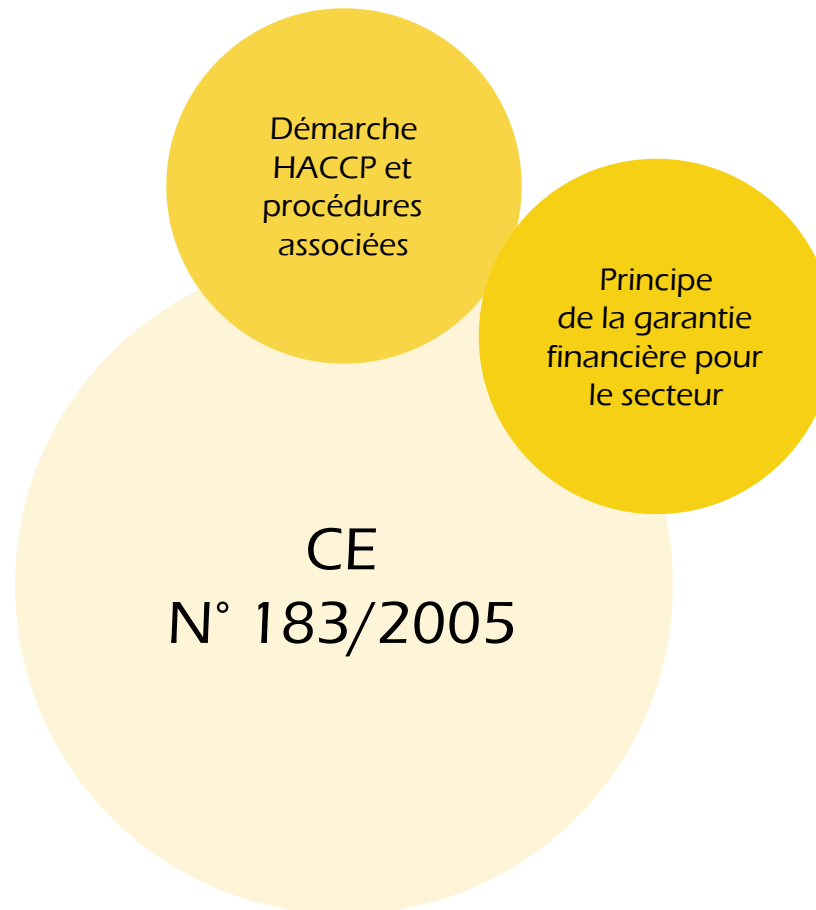 Démarche
HACCP et
procédures
associées
Principe
de la garantie
financière pour
le secteur
CE
N° 183/2005